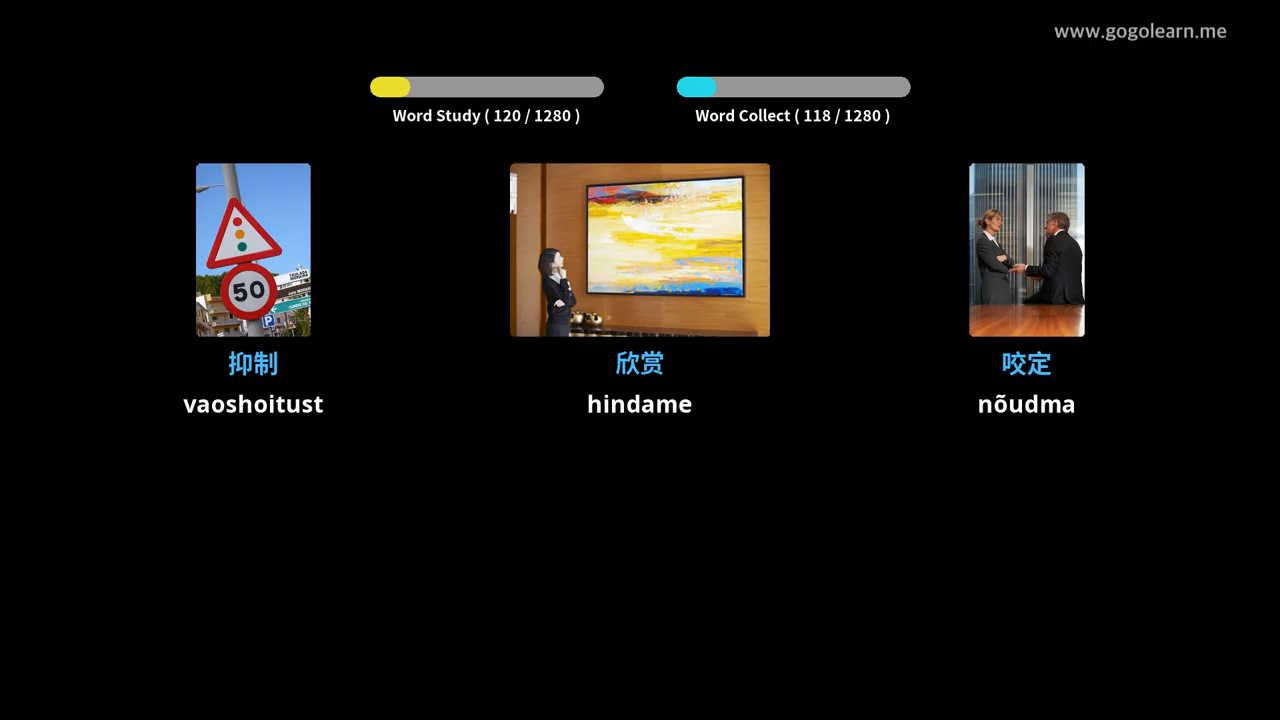 www.gogolearn.me
Word Study ( 120 / 1280 )
Word Collect ( 118 / 1280 )
50
P
抑制
欣赏
咬定
vaoshoitust
hindame
nõudma